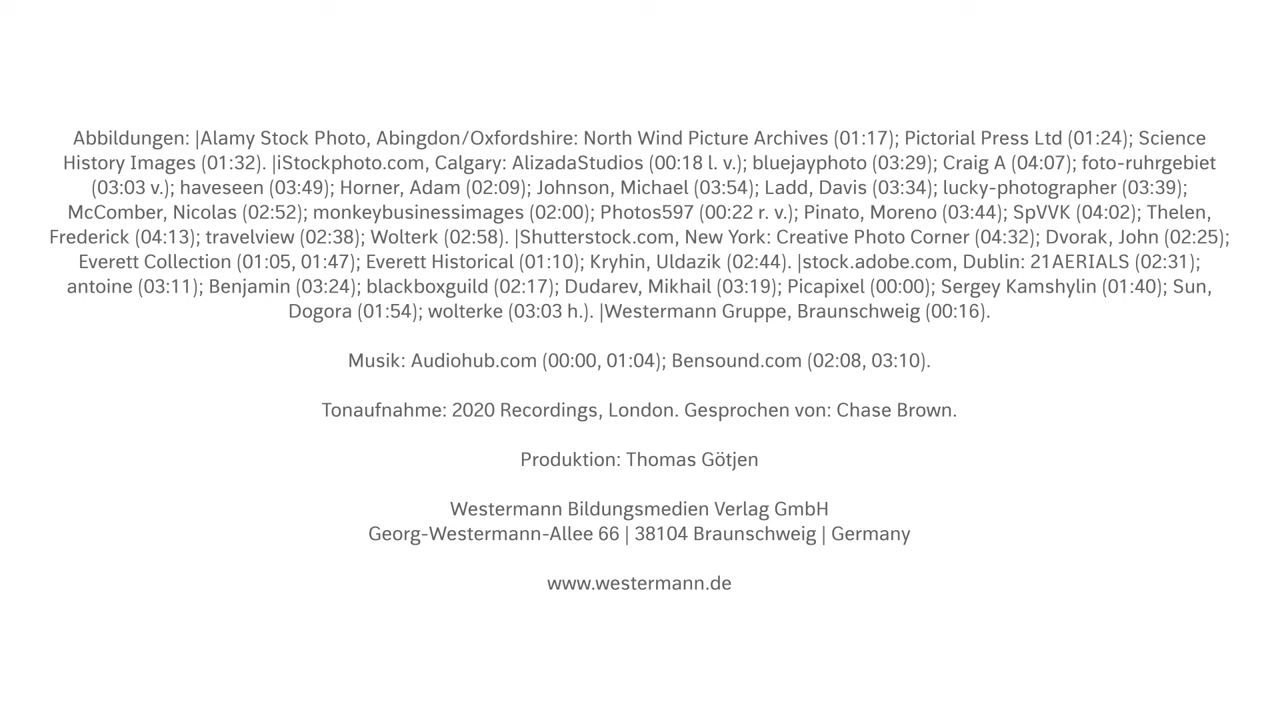 Abbildungen: |Alamy Stock Photo, Abingdon/Oxfordshire: North Wind Picture Archives (01:17); Pictorial Press Ltd (01:24); Science
History Images (01:32). |iStockphoto.com, Calgary: AlizadaStudios (00:18 l. v.); bluejayphoto (03:29); Craig A (04:07); foto-ruhrgebiet
(03:03 v.); haveseen (03:49); Horner, Adam (02:09); Johnson, Michael (03:54); Ladd, Davis (03:34); lucky-photographer (03:39);
McComber, Nicolas (02:52); monkeybusinessimages (02:00); Photos597 (00:22 r. v.); Pinato, Moreno (03:44); SpVVK (04:02); Thelen,
Frederick (04:13); travelview (02:38); Wolterk (02:58). |Shutterstock.com, New York: Creative Photo Corner (04:32); Dvorak, John (02:25);
Everett Collection (01:05, 01:47); Everett Historical (01:10); Kryhin, Uldazik (02:44). |stock.adobe.com, Dublin: 21AERIALS (02:31);
antoine (03:11); Benjamin (03:24); blackboxguild (02:17); Dudarev, Mikhail (03:19); Picapixel (00:00); Sergey Kamshylin (01:40); Sun,
Dogora (01:54); wolterke (03:03 h.). |Westermann Gruppe, Braunschweig (00:16).
Musik: Audiohub.com (00:00, 01:04); Bensound.com (02:08, 03:10).
Tonaufnahme: 2020 Recordings, London. Gesprochen von: Chase Brown.
Produktion: Thomas Götjen
Westermann Bildungsmedien Verlag GmbH
Georg-Westermann-Allee 66 | 38104 Braunschweig | Germany
www.westermann.de